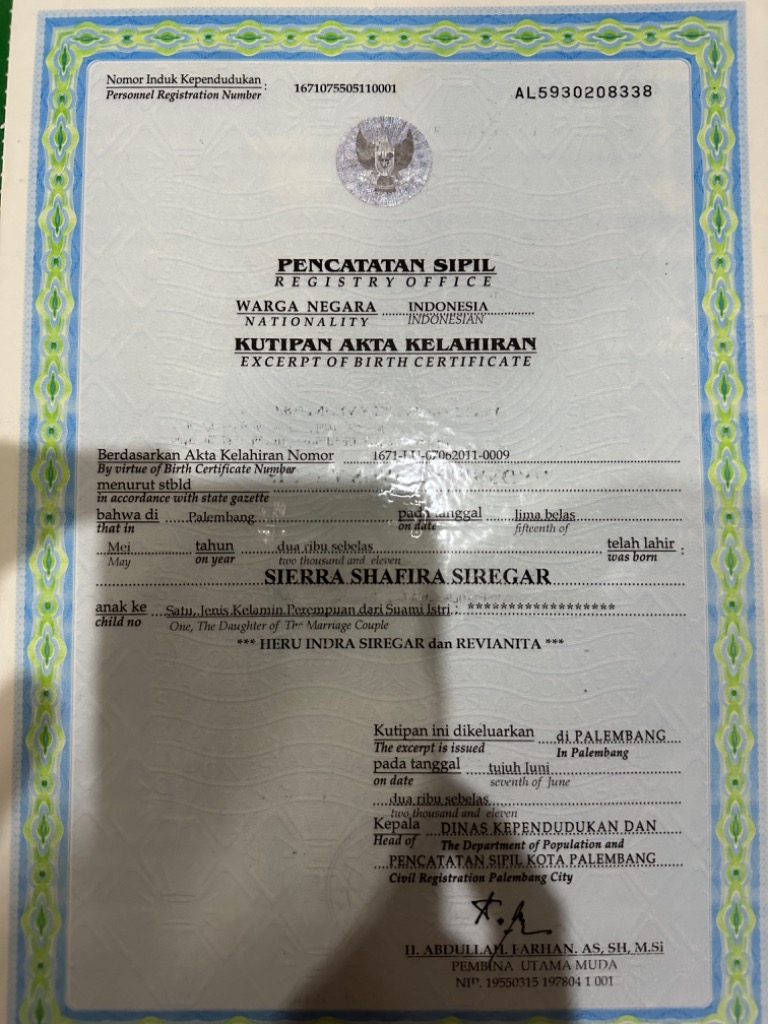 Nomor Induk Kependudukan : 1671075505110001 AL5930208338
Personnel Registration Number
PENCATATAN SIPIL
REGISTRY OFFICE
WARGA NEGARA INDONESIA
NATIONALITY INDONESIAN
KUTIPAN AKTA KELAHIRAN
EXCERPT OF BIRTH CERTIFICATE
Berdasarkan Akta Kelahiran Nomor 1671-LU-07062011-0009
By virtue of Birth Certificate Number
menurut stbld
in accordance with state gazette
bahwa di Palembang pada tanggal lima belas
that in on date fifteenth of
Mei tahun dua ribu sebelas telah lahir :
May on year two thousand and eleven was born
SIERRA SHAFIRA SIREGAR
anak ke Satu, Jenis Kelamin Perempuan dari Suami Istri : ******************
child no One, The Daughter of The Marriage Couple
*** HERU INDRA SIREGAR dan REVIANITA ***
Kutipan ini dikeluarkan di PALEMBANG
The excerpt is issued In Palembang
pada tanggal tujuh Juni
on date seventh of June
dua ribu sebelas
two thousand and eleven
Kepala DINAS KEPENDUDUKAN DAN
Head of The Department of Population and
PENCATATAN SIPIL KOTA PALEMBANG
Civil Registration Palembang City
H. ABDULLAH. FARHAN. AS, SH, M.Si
PEMBINA UTAMA MUDA
NIP. 19550315 197804 1 001